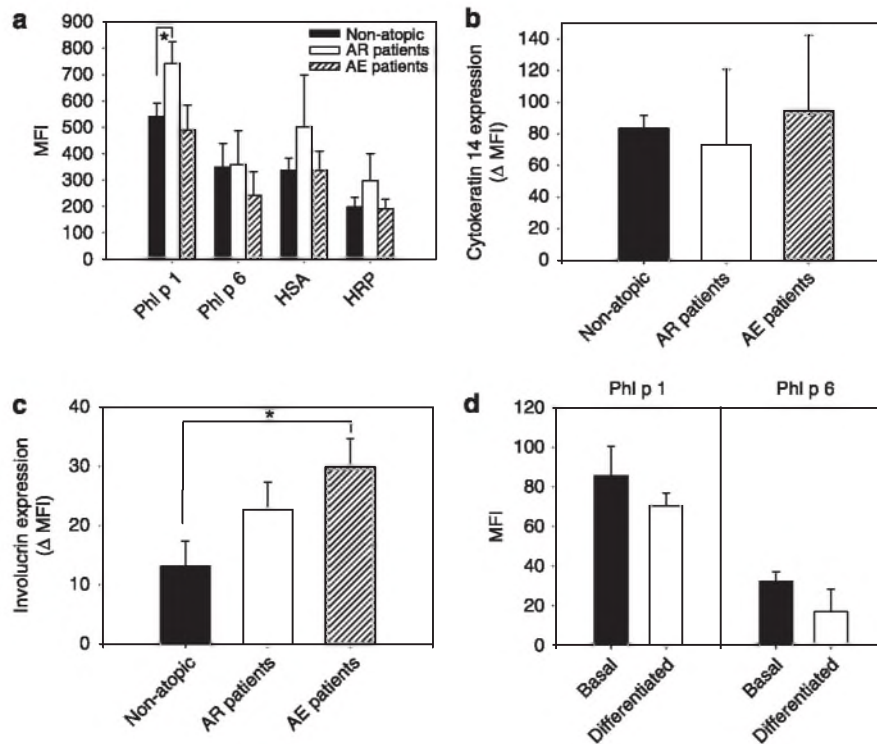 a
900
800
700
600
500
400
300
200
100
0
MFI
*
Non-atopic
AR patients
AE patients
Phl p 1
Phl p 6
HSA
HRP
b
140
120
100
80
60
40
20
0
Cytokeratin 14 expression
(Δ MFI)
Non-atopic
AR patients
AE patients
c
40
30
20
10
0
Involucrin expression
(Δ MFI)
*
Non-atopic
AR patients
AE patients
d
Phl p 1
Phl p 6
120
100
80
60
40
20
0
MFI
Basal
Differentiated
Basal
Differentiated